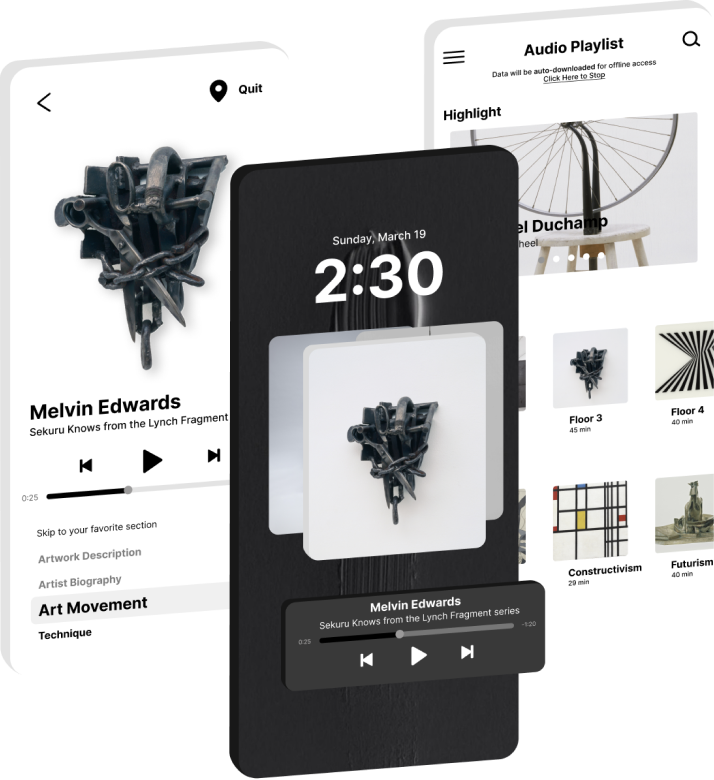 Quit
Melvin Edwards
Sekuru Knows from the Lynch Fragment
0:25
Skip to your favorite section
Artwork Description
Artist Biography
Art Movement
Technique
Sunday, March 19
2:30
Melvin Edwards
Sekuru Knows from the Lynch Fragment series
0:25
-1:20
Audio Playlist
Data will be auto-downloaded for offline access
Click Here to Stop
Highlight
el Duchamp
heel
Floor 3
45 min
Floor 4
40 min
Constructivism
29 min
Futurism
40 min